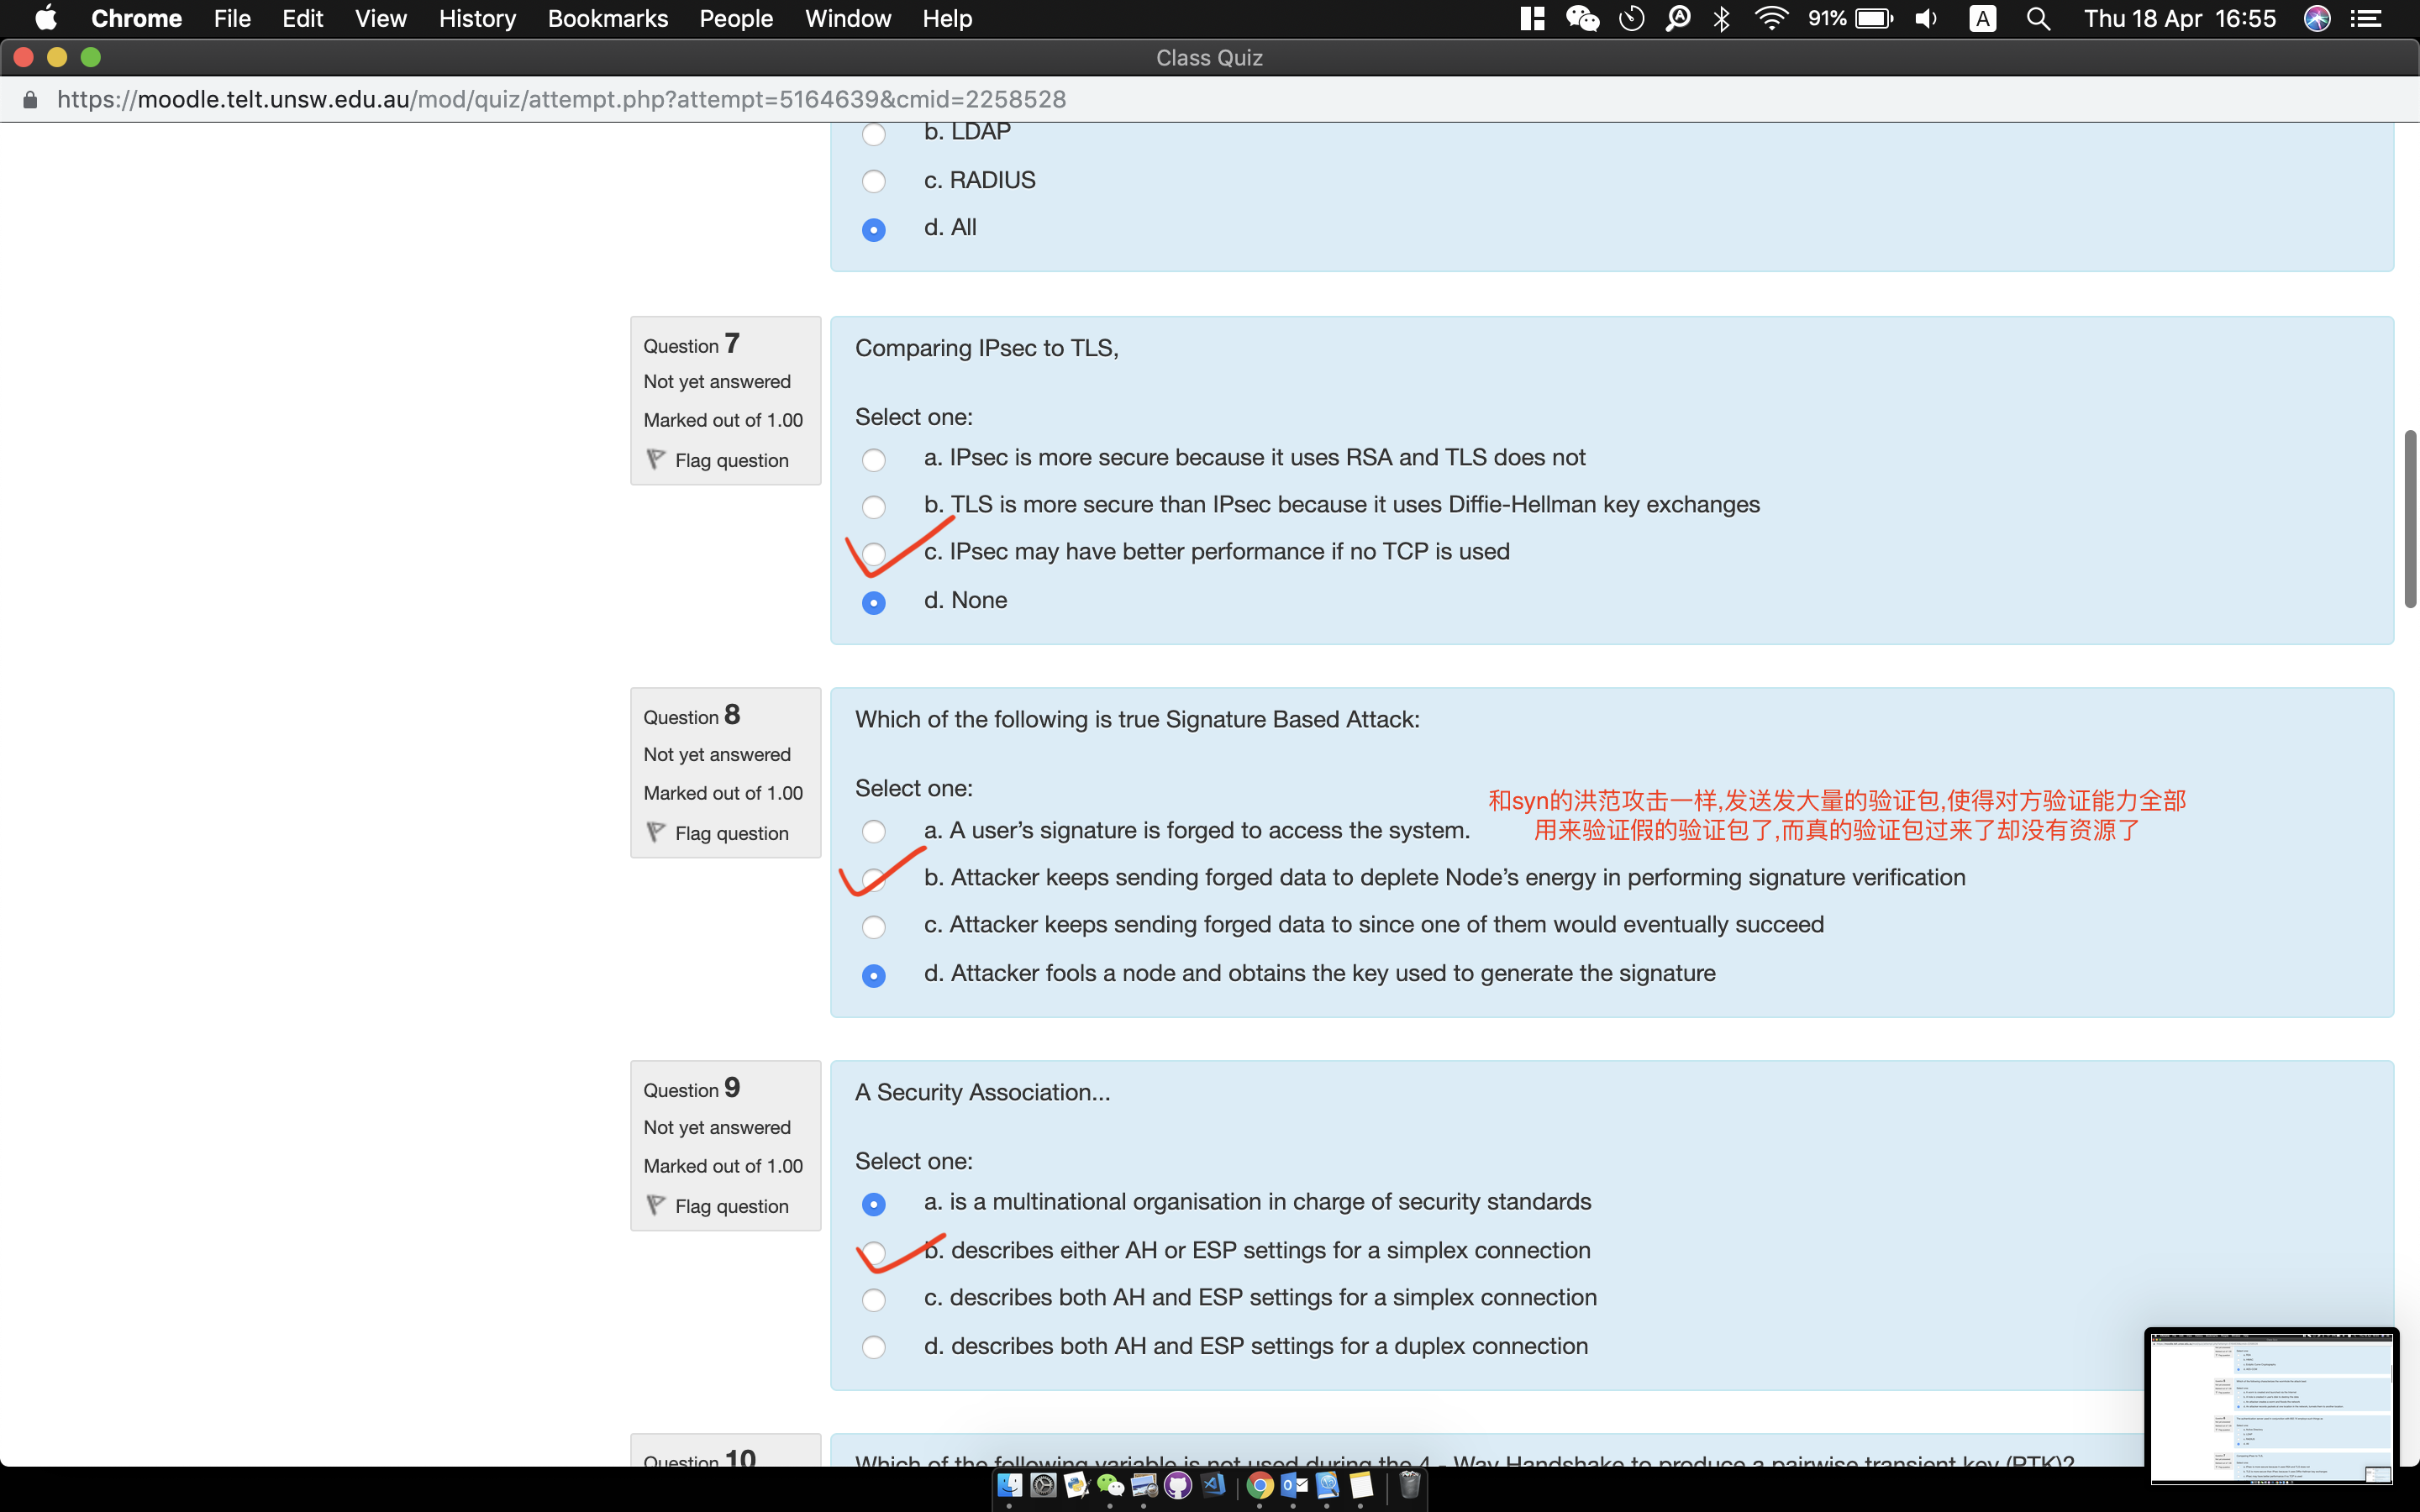 Chrome File Edit View History Bookmarks People Window Help 91% A Thu 18 Apr 16:55
Class Quiz
https://moodle.telt.unsw.edu.au/mod/quiz/attempt.php?attempt=5164639&cmid=2258528
b. LDAP
c. RADIUS
d. All
Question 7
Not yet answered
Marked out of 1.00
Flag question
Comparing IPsec to TLS,
Select one:
a. IPsec is more secure because it uses RSA and TLS does not
b. TLS is more secure than IPsec because it uses Diffie-Hellman key exchanges
c. IPsec may have better performance if no TCP is used
d. None
Question 8
Not yet answered
Marked out of 1.00
Flag question
Which of the following is true Signature Based Attack:
Select one:
和syn的洪范攻击一样,发送发大量的验证包,使得对方验证能力全部
用来验证假的验证包了,而真的验证包过来了却没有资源了
a. A user’s signature is forged to access the system.
b. Attacker keeps sending forged data to deplete Node’s energy in performing signature verification
c. Attacker keeps sending forged data to since one of them would eventually succeed
d. Attacker fools a node and obtains the key used to generate the signature
Question 9
Not yet answered
Marked out of 1.00
Flag question
A Security Association...
Select one:
a. is a multinational organisation in charge of security standards
b. describes either AH or ESP settings for a simplex connection
c. describes both AH and ESP settings for a simplex connection
d. describes both AH and ESP settings for a duplex connection
Question 10
Which of the following variable is not used during the 4 - Way Handshake to produce a pairwise transient key (PTK)?